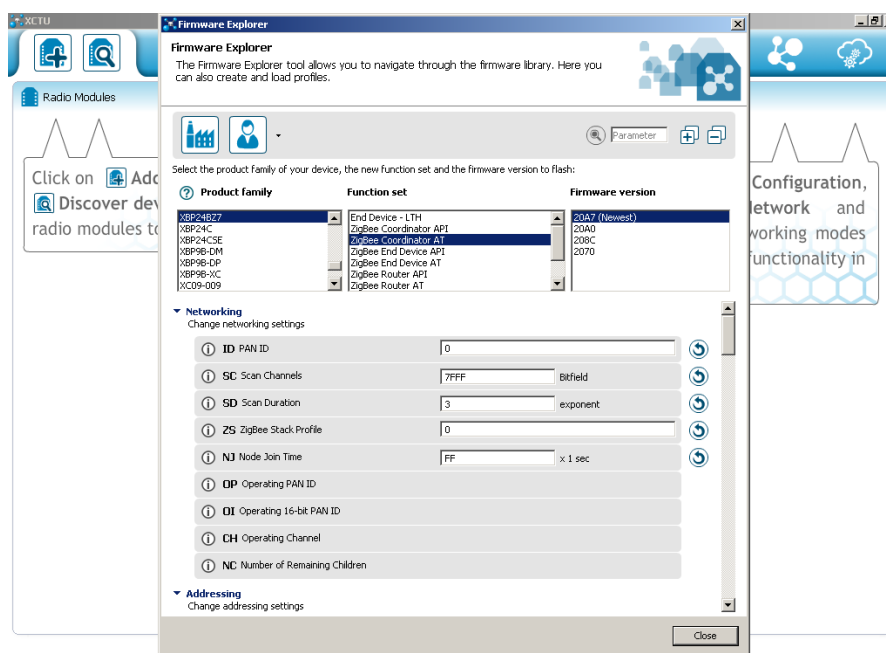 XCTU
Firmware Explorer
Firmware Explorer
The Firmware Explorer tool allows you to navigate through the firmware library. Here you
can also create and load profiles.
Radio Modules
Parameter
Select the product family of your device, the new function set and the firmware version to flash:
Product family Function set Firmware version
XBP24BZ7 End Device - LTH 20A7 (Newest)
XBP24C ZigBee Coordinator API 20A0
XBP24CSE ZigBee Coordinator AT 208C
XBP9B-DM ZigBee End Device API 2070
XBP9B-DP ZigBee End Device AT
XBP9B-XC ZigBee Router API
XC09-009 ZigBee Router AT
Click on Add
Discover dev
radio modules to
Configuration,
letwork and
working modes
functionality in
Networking
Change networking settings
ID PAN ID 0
SC Scan Channels 7FFF Bitfield
SD Scan Duration 3 exponent
ZS ZigBee Stack Profile 0
NJ Node Join Time FF x 1 sec
OP Operating PAN ID
OI Operating 16-bit PAN ID
CH Operating Channel
NC Number of Remaining Children
Addressing
Change addressing settings
Close